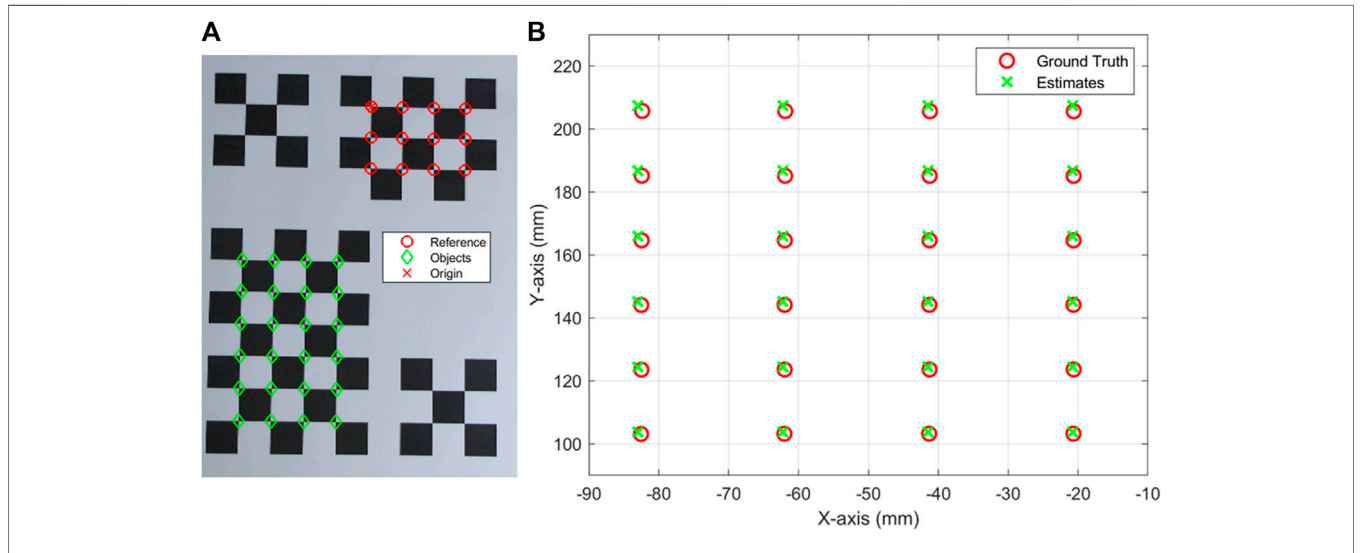 A
B
Reference
Objects
Origin
Ground Truth
Estimates
220
200
180
160
140
120
100
Y-axis (mm)
-90 -80 -70 -60 -50 -40 -30 -20 -10
X-axis (mm)